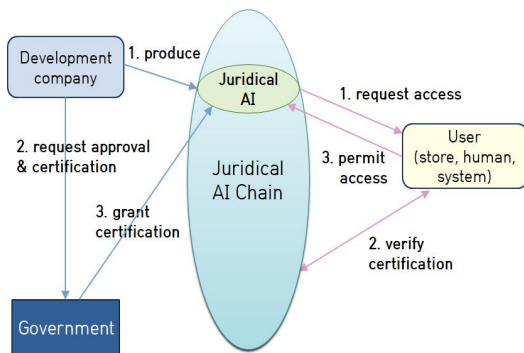 Development
company
1. produce
Juridical
AI
1. request access
2. request approval
& certification
3. grant
certification
Juridical
AI Chain
3. permit
access
User
(store, human,
system)
2. verify
certification
Government